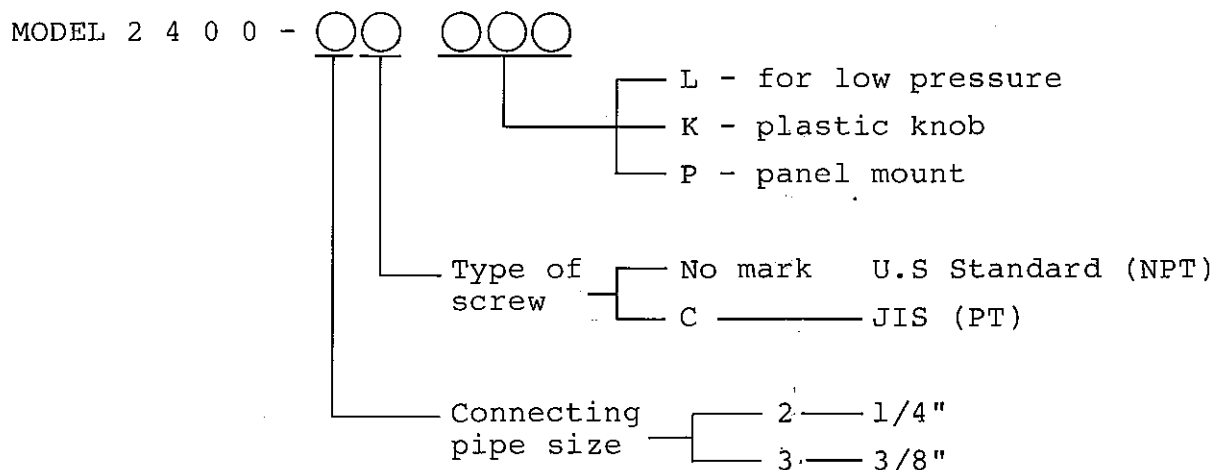 MODEL 2 4 0 0 -
L - for low pressure
K - plastic knob
P - panel mount
Type of screw
No mark U.S Standard (NPT)
C JIS (PT)
Connecting pipe size
2 1/4"
3 3/8"